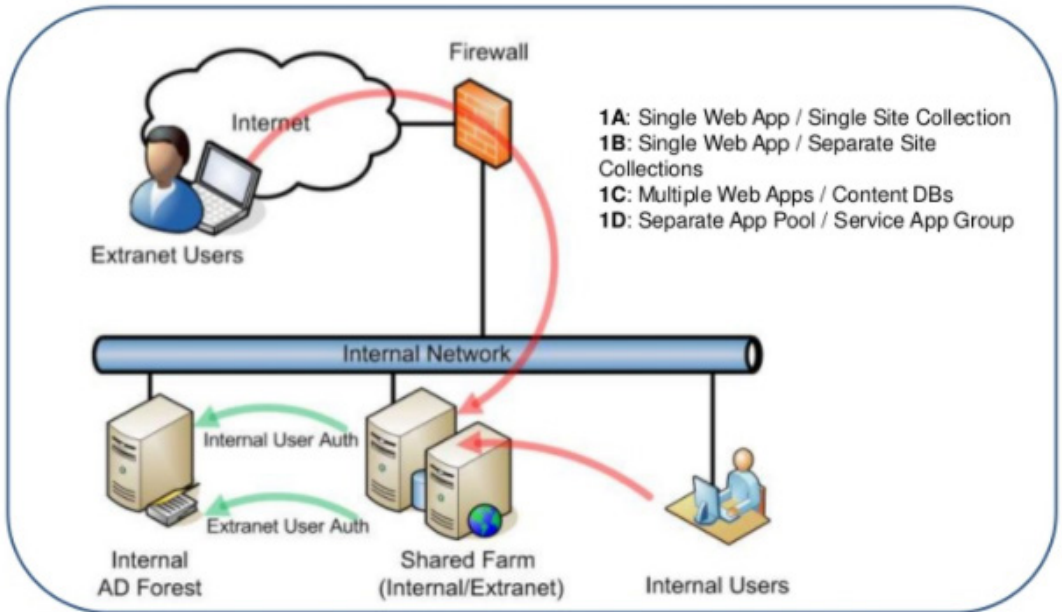 Firewall
Internet
Extranet Users
1A: Single Web App / Single Site Collection
1B: Single Web App / Separate Site
Collections
1C: Multiple Web Apps / Content DBs
1D: Separate App Pool / Service App Group
Internal Network
Internal User Auth
Extranet User Auth
Internal
AD Forest
Shared Farm
(Internal/Extranet)
Internal Users